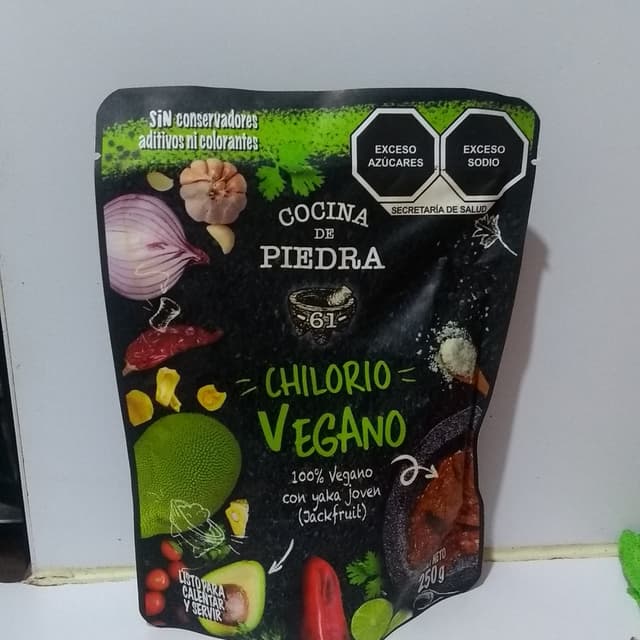 SiN conservadores
aditivos ni colorantes
EXCESO
AZÚCARES
EXCESO
SODIO
SECRETARÍA DE SALUD
COCINA
DE
PIEDRA
-61-
CHILORIO
VEGANO
100% Vegano
con yaka joven
(Jackfruit)
LISTO PARA
CALENTAR
Y SERVIR
NETO
250g